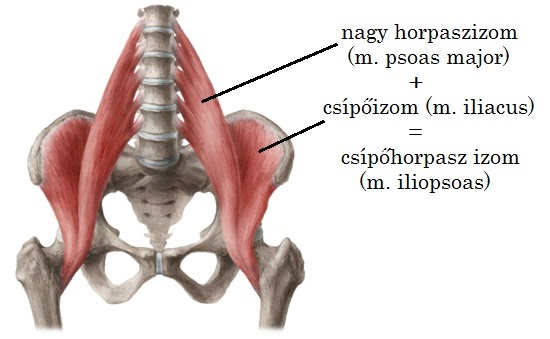 nagy horpaszizom
(m. psoas major)
+
csípőizom (m. iliacus)
=
csípőhorpasz izom
(m. iliopsoas)